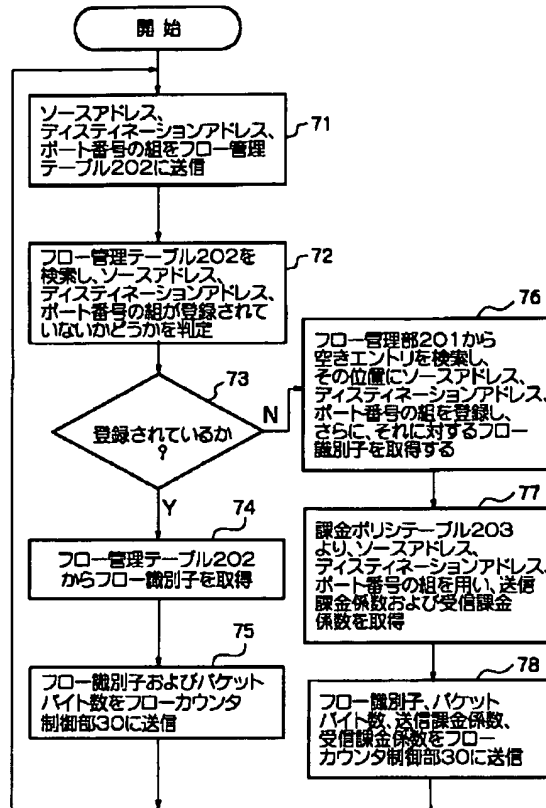 開 始
ソースアドレス、
ディスティネーションアドレス、
ポート番号の組をフロー管理
テーブル202に送信
71
フロー管理テーブル202を
検索し、ソースアドレス、
ディスティネーションアドレス、
ポート番号の組が登録されて
いないかどうかを判定
72
73
登録されているか
?
N
Y
74
フロー管理テーブル202
からフロー識別子を取得
75
フロー識別子およびパケット
バイト数をフローカウンタ
制御部30に送信
76
フロー管理部201から
空きエントリを検索し、
その位置にソースアドレス、
ディスティネーションアドレス、
ポート番号の組を登録し、
さらに、それに対するフロー
識別子を取得する
77
課金ポリシテーブル203
より、ソースアドレス、
ディスティネーションアドレス、
ポート番号の組を用い、送信
課金係数および受信課金
係数を取得
78
フロー識別子、パケット
バイト数、送信課金係数、
受信課金係数をフロー
カウンタ制御部30に送信